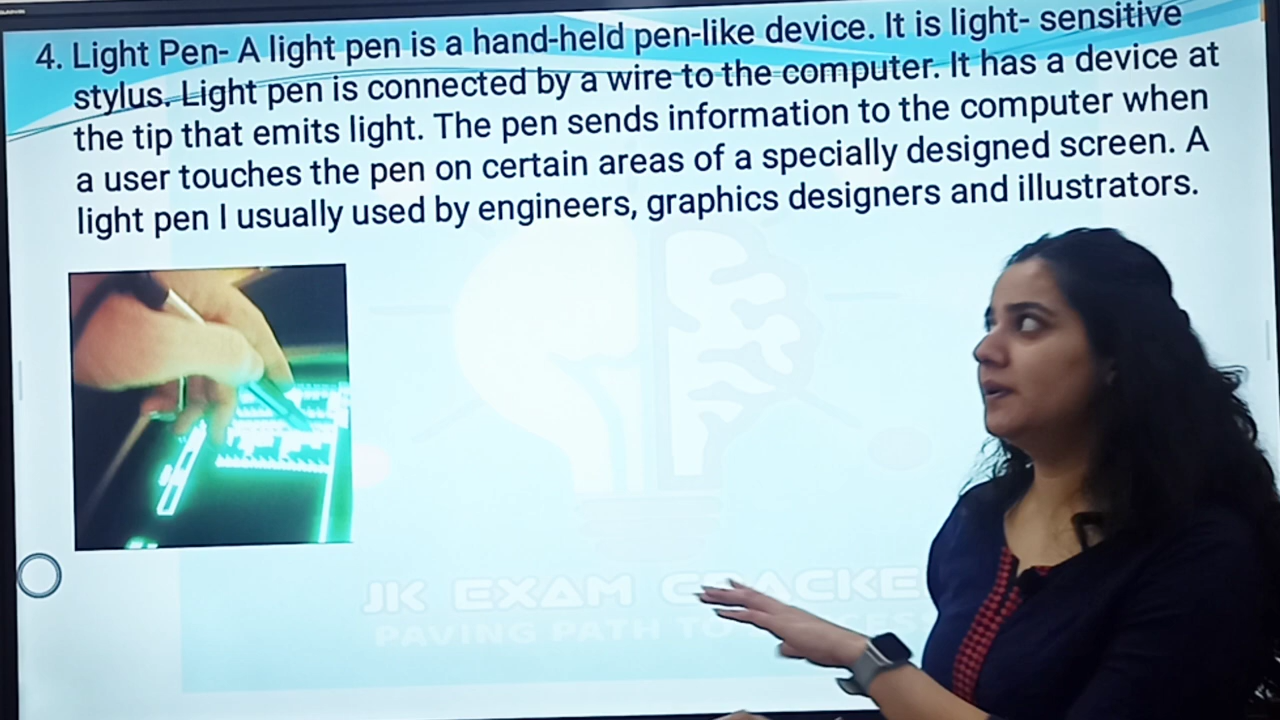 4. Light Pen- A light pen is a hand-held pen-like device. It is light- sensitive
stylus. Light pen is connected by a wire to the computer. It has a device at
the tip that emits light. The pen sends information to the computer when
a user touches the pen on certain areas of a specially designed screen. A
light pen I usually used by engineers, graphics designers and illustrators.
JK EXAM
PAVING PATH